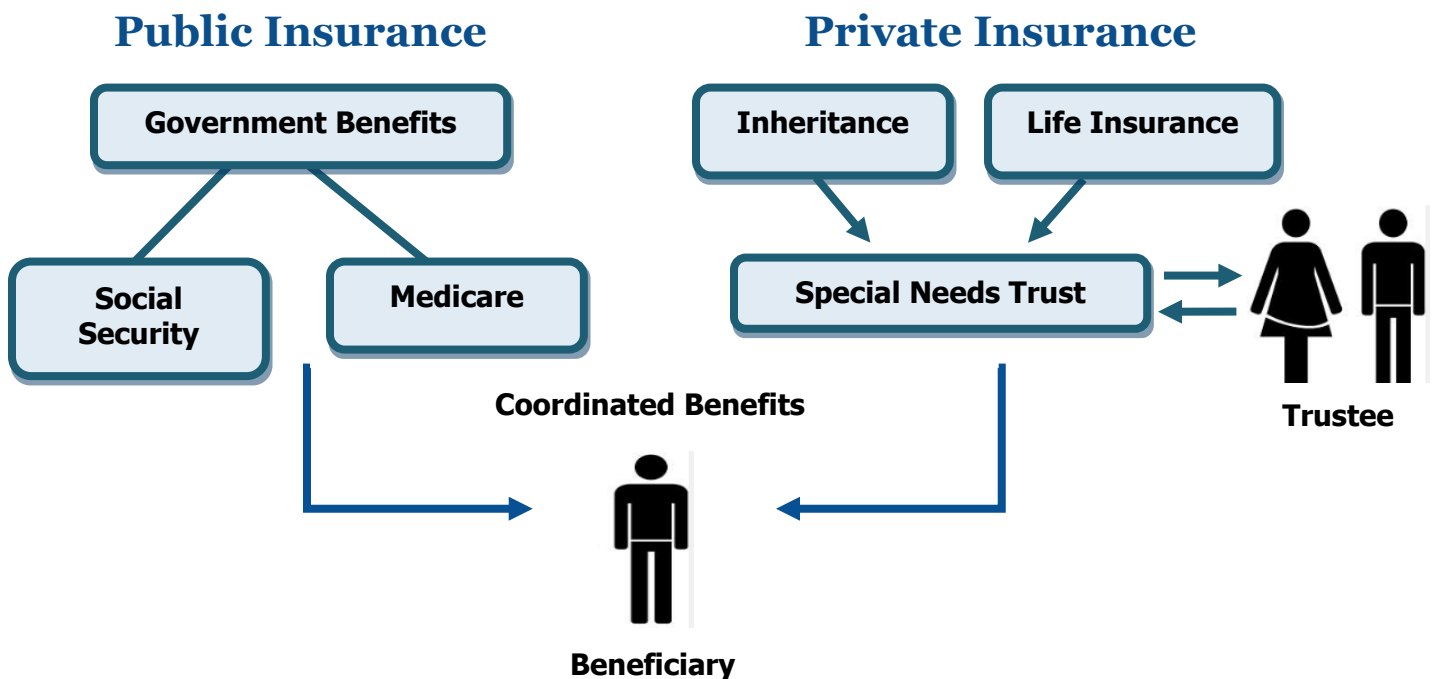 Public Insurance
Private Insurance
Government Benefits
Inheritance
Life Insurance
Social
Security
Medicare
Special Needs Trust
Coordinated Benefits
Trustee
Beneficiary